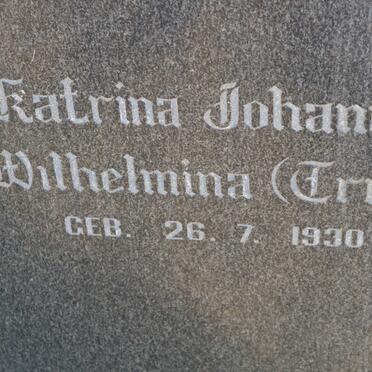 Katrina Johan
Wilhelmina (Tr
GEB. 26. 7. 1930